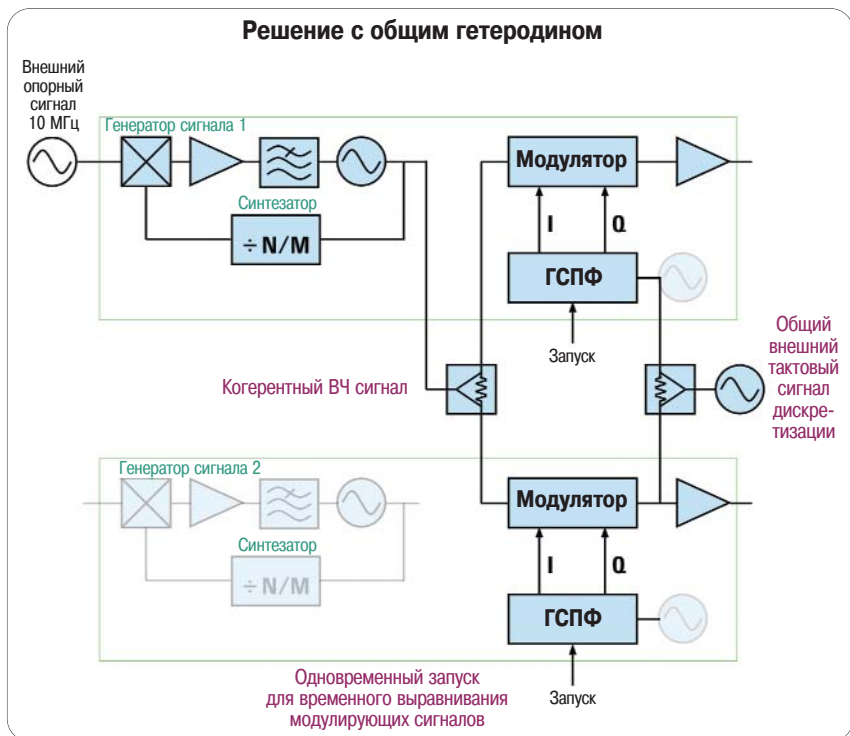 Решение с общим гетеродином
Внешний
опорный
сигнал
10 МГц
Генератор сигнала 1
Синтезатор
÷ N/M
Модулятор
I
Q
ГСПФ
Запуск
Когерентный ВЧ сигнал
Общий
внешний
тактовый
сигнал
дискре-
тизации
Генератор сигнала 2
Синтезатор
÷ N/M
Модулятор
I
Q
ГСПФ
Запуск
Одновременный запуск
для временного выравнивания
модулирующих сигналов